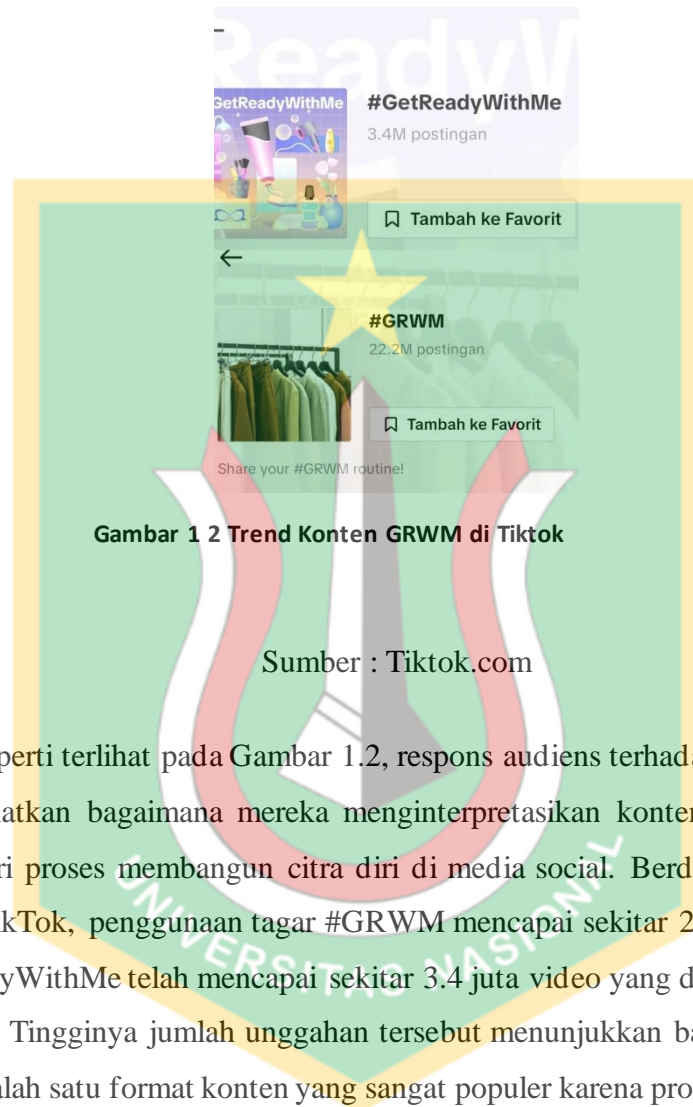 ReadyW
GetReadyWithMe
#GetReadyWithMe
3.4M postingan
Tambah ke Favorit
#GRWM
22.2M postingan
Tambah ke Favorit
Share your #GRWM routine!
Gambar 1 2 Trend Konten GRWM di Tiktok
Sumber : Tiktok.com
perti terlihat pada Gambar 1.2, respons audiens terhada
atkan bagaimana mereka menginterpretasikan konten
ri proses membangun citra diri di media social. Berd
kTok, penggunaan tagar #GRWM mencapai sekitar 2
yWithMe telah mencapai sekitar 3.4 juta video yang d
Tingginya jumlah unggahan tersebut menunjukkan ba
alah satu format konten yang sangat populer karena pro
UNIVERSITAS NASIONAL